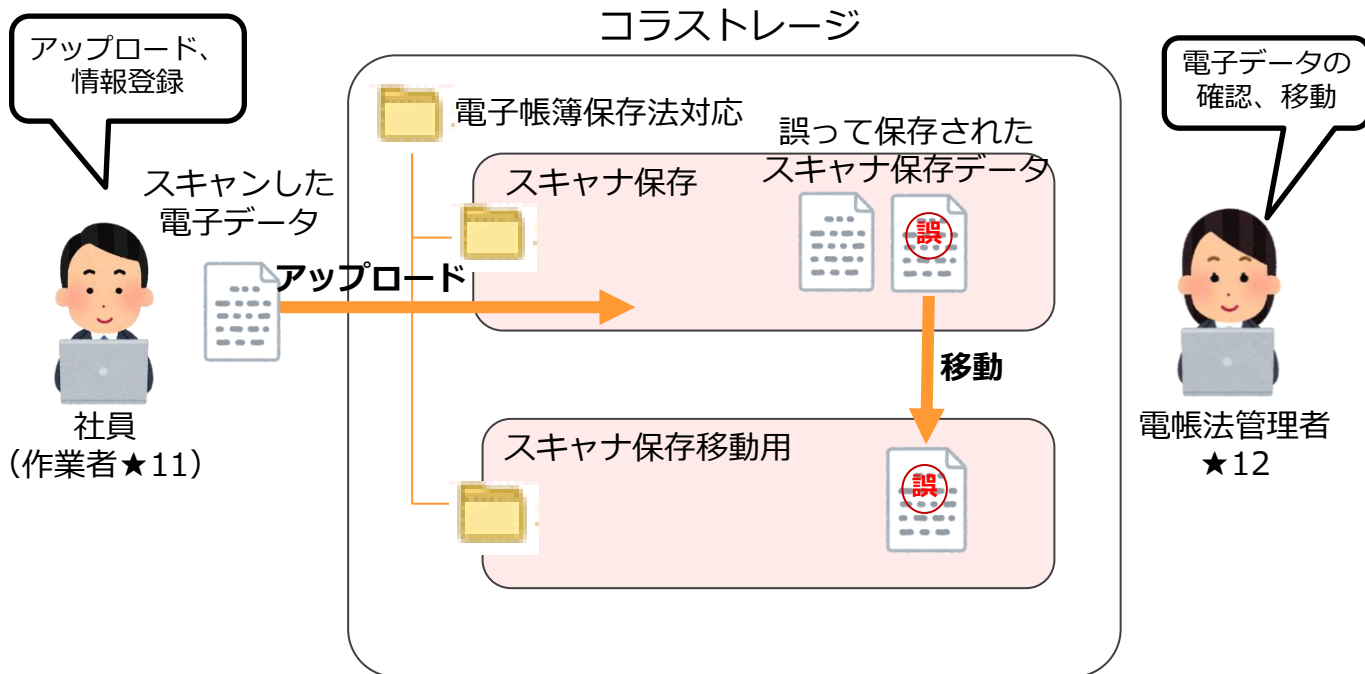 コラストレージ
アップロード、
情報登録
電子データの
確認、移動
電子帳簿保存法対応
誤って保存された
スキャナ保存データ
スキャナ保存
スキャンした
電子データ
誤
アップロード
移動
社員
（作業者★11）
スキャナ保存移動用
誤
電帳法管理者
★12